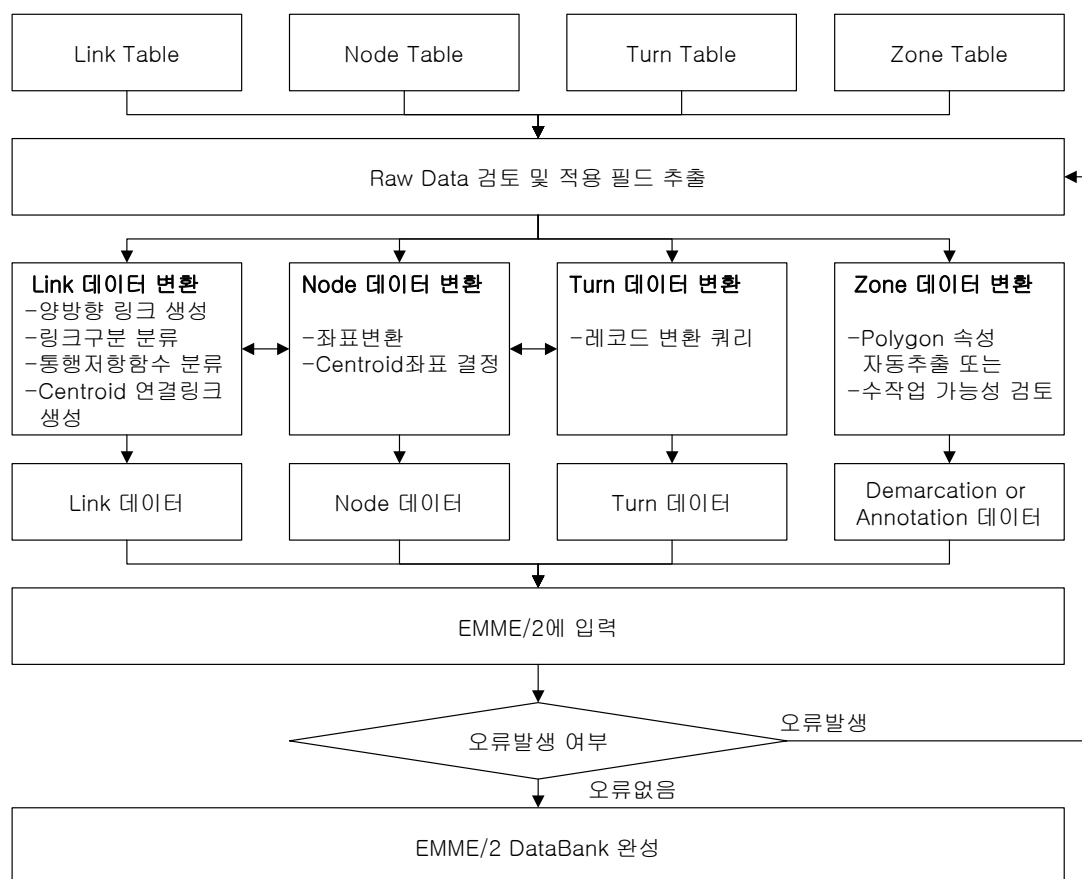 Link Table
Node Table
Turn Table
Zone Table
Raw Data 검토 및 적용 필드 추출
Link 데이터 변환
-양방향 링크 생성
-링크구분 분류
-통행저항함수 분류
-Centroid 연결링크
생성
Node 데이터 변환
-좌표변환
-Centroid좌표 결정
Turn 데이터 변환
-레코드 변환 쿼리
Zone 데이터 변환
-Polygon 속성
자동추출 또는
-수작업 가능성 검토
Link 데이터
Node 데이터
Turn 데이터
Demarcation or
Annotation 데이터
EMME/2에 입력
오류발생 여부
오류발생
오류없음
EMME/2 DataBank 완성